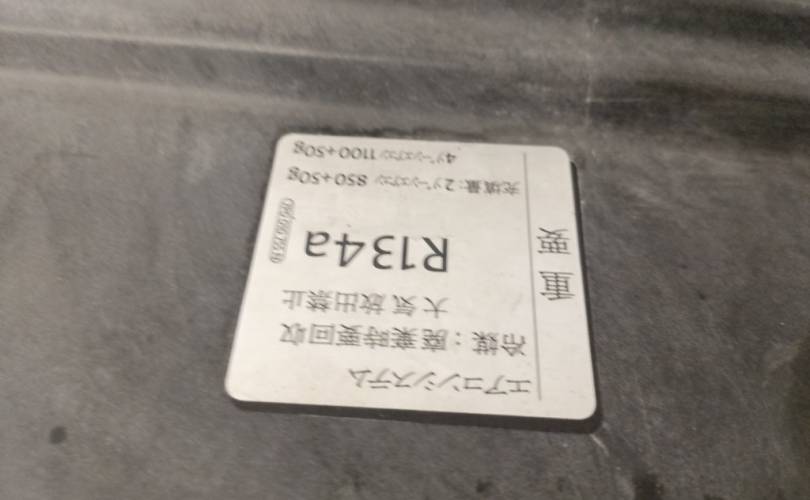 重要
エアコンシステム
冷媒：廃棄時要回収
大気放出禁止
R134a
充填量：2ゾーンエアコン 850+50g
4ゾーンエアコン 1100+50g